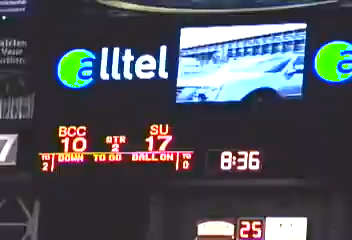 alltel
BCC QTR SU
10 2 17
TO 2 DOWN TO GO BALL ON TO 0
8:36
7
25